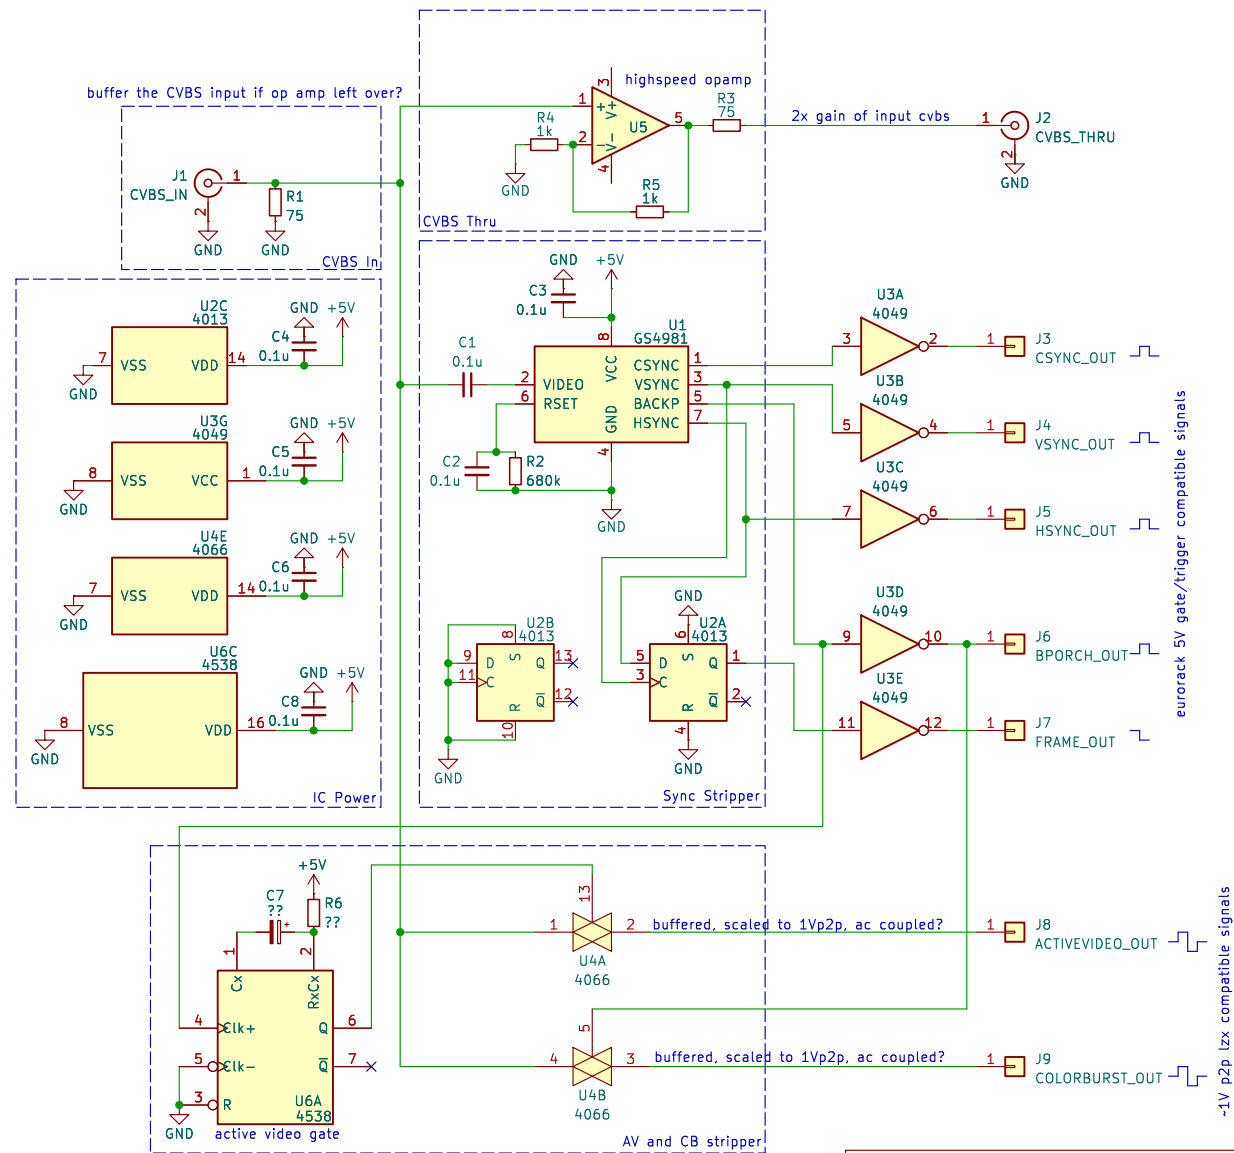 buffer the CVBS input if op amp left over?
J1
CVBS_IN
1
2
GND
R1
75
GND
CVBS In
highspeed opamp
R4
1k
GND
1
2
3
4
5
+
-
V+
V-
U5
R3
75
R5
1k
CVBS Thru
2x gain of input cvbs
1
2
J2
CVBS_THRU
GND
U2C
4013
7
VSS
VDD
14
GND
C4
0.1u
GND
+5V
U3G
4049
8
VSS
VCC
1
GND
C5
0.1u
GND
+5V
U4E
4066
7
VSS
VDD
14
GND
C6
0.1u
GND
+5V
U6C
4538
8
VSS
VDD
16
GND
C8
0.1u
GND
+5V
IC Power
GND
+5V
C3
0.1u
C1
0.1u
U1
GS4981
8
VCC
2
VIDEO
6
RSET
GND
4
CSYNC
1
VSYNC
3
BACKP
5
HSYNC
7
C2
0.1u
R2
680k
GND
U2B
4013
8
S
9
D
11
C
Q
13
Q
12
R
10
GND
GND
U2A
4013
6
S
5
D
3
C
Q
1
Q
2
R
4
GND
Sync Stripper
U3A
4049
3
2
1
J3
CSYNC_OUT
U3B
4049
5
4
1
J4
VSYNC_OUT
U3C
4049
7
6
1
J5
HSYNC_OUT
U3D
4049
9
10
1
J6
BPORCH_OUT
U3E
4049
11
12
1
J7
FRAME_OUT
eurorack 5V gate/trigger compatible signals
+5V
C7
??
+
R6
??
1
2
Cx
RxCx
4
Clk+
5
Clk-
3
R
Q
6
Q
7
U6A
4538
GND
active video gate
13
1
2
U4A
4066
buffered, scaled to 1Vp2p, ac coupled?
1
J8
ACTIVEVIDEO_OUT
5
4
3
U4B
4066
buffered, scaled to 1Vp2p, ac coupled?
1
J9
COLORBURST_OUT
AV and CB stripper
~1V p2p lzx compatible signals